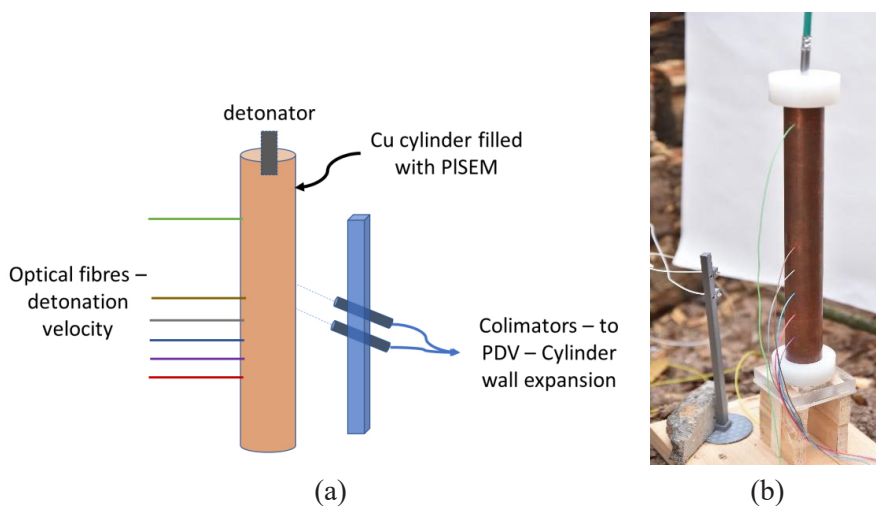 detonator
Cu cylinder filled
with PlSEM
Optical fibres –
detonation
velocity
Colimators – to
PDV – Cylinder
wall expansion
(a)
(b)